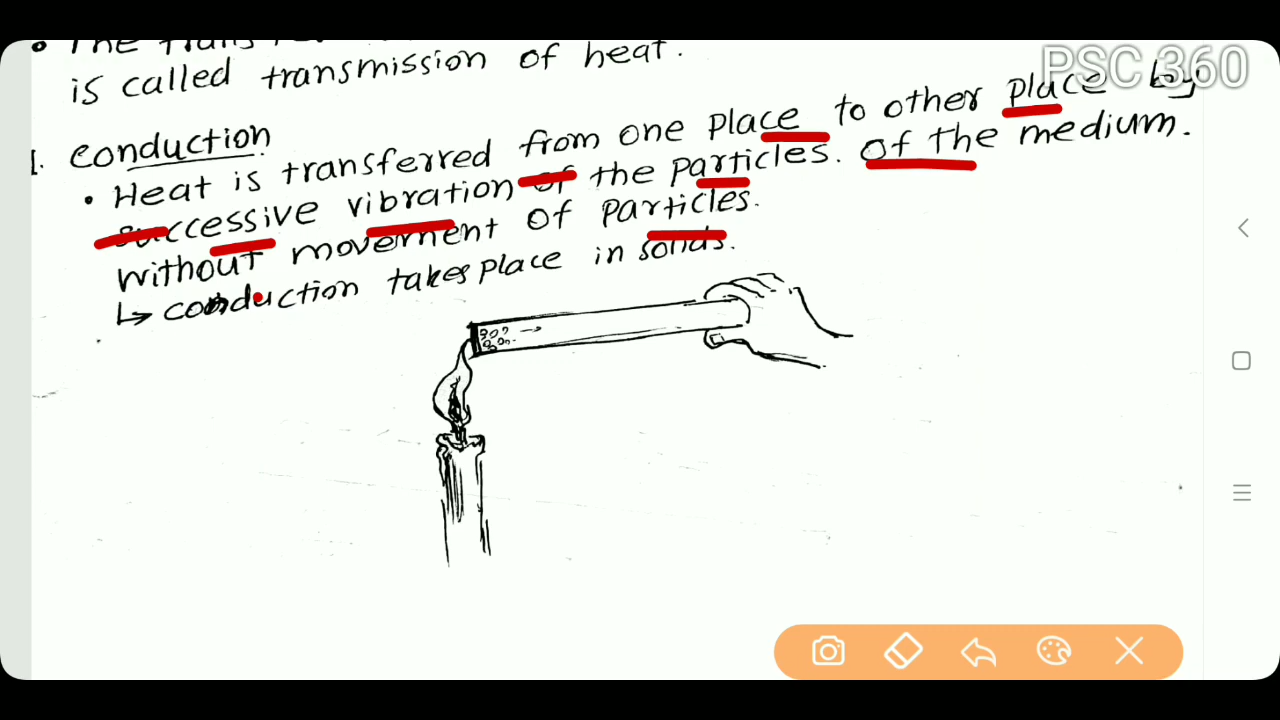 • The
is called transmission of heat.
PSC 360
1. conduction
• Heat is transferred from one place to other place by
successive vibration of the particles. of the medium.
without movement of particles.
↳ conduction takes place in solids.